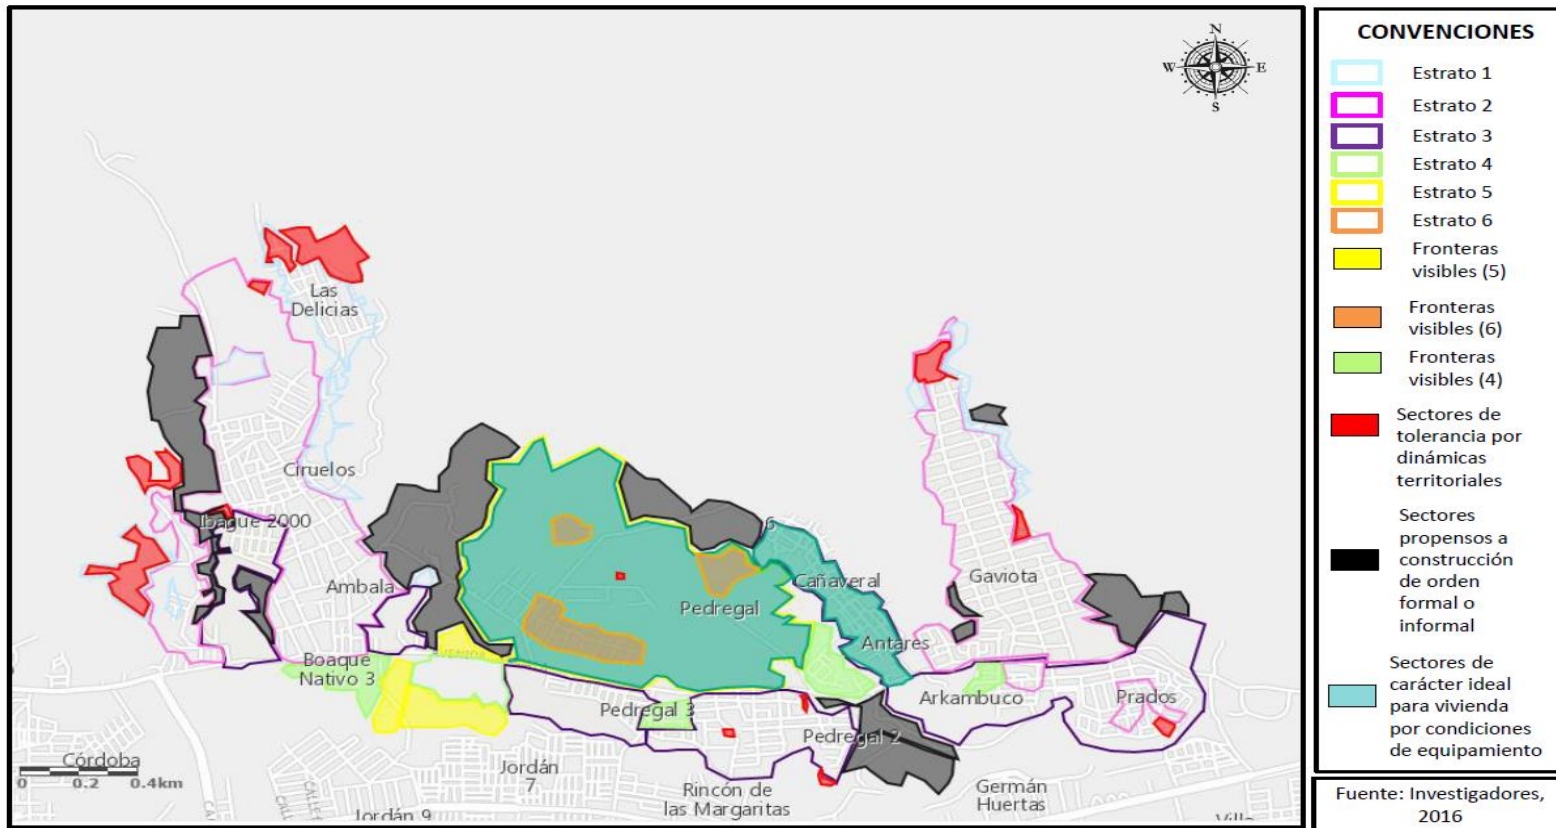 N
W E
S
Las
Delicias
Ciruelos
Ibague 2000
6
Cañaveral
Gaviota
Ambala
Pedregal
Antares
Boaque
Nativo 3
Arkambuco
Prados
Pedregal 3
Pedregal 2
Córdoba
0 0.2 0.4km
Jordán
7
Rincón de
las Margaritas
Germán
Huertas
Jordán 9
CONVENCIONES
Estrato 1
Estrato 2
Estrato 3
Estrato 4
Estrato 5
Estrato 6
Fronteras
visibles (5)
Fronteras
visibles (6)
Fronteras
visibles (4)
Sectores de
tolerancia por
dinámicas
territoriales
Sectores
propensos a
construcción
de orden
formal o
informal
Sectores de
carácter ideal
para vivienda
por condiciones
de equipamiento
Fuente: Investigadores,
2016